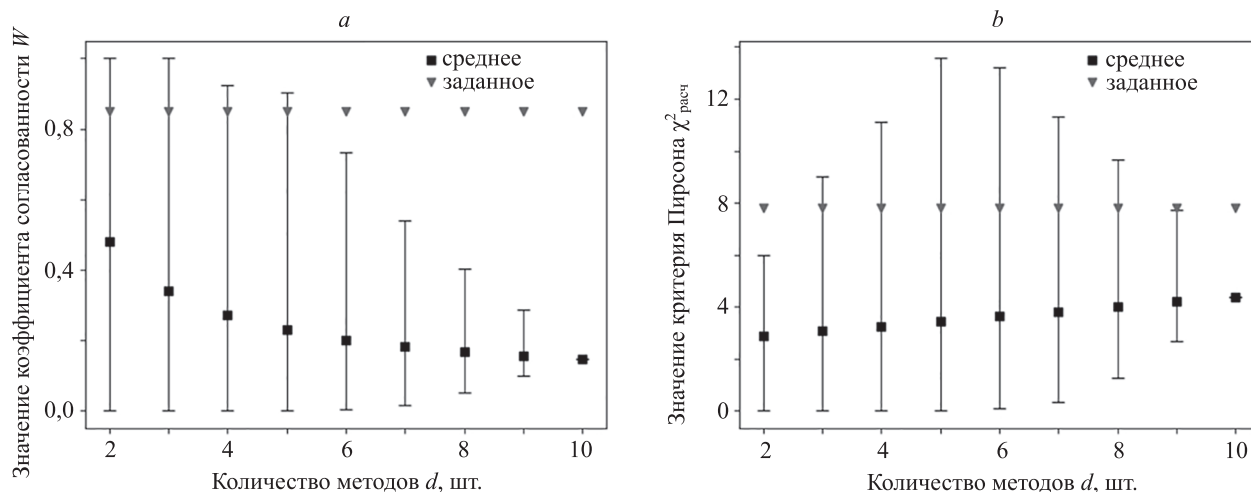 a
Значение коэффициента согласованности W
0,8
0,4
0,0
среднее
заданное
2 4 6 8 10
Количество методов d, шт.
b
Значение критерия Пирсона χ²расч
12
8
4
0
среднее
заданное
2 4 6 8 10
Количество методов d, шт.